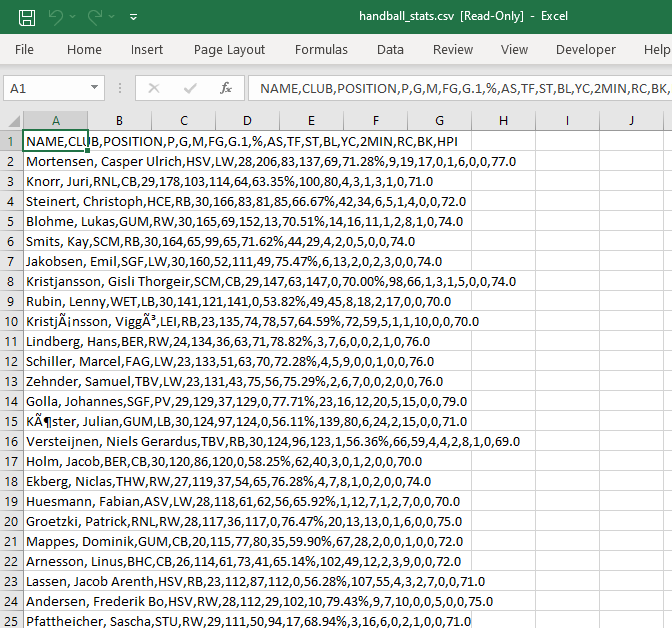 handball_stats.csv [Read-Only] - Excel
File Home Insert Page Layout Formulas Data Review View Developer Help
A1 fx NAME,CLUB,POSITION,P,G,M,FG,G.1,%,AS,TF,ST,BL,YC,2MIN,RC,BK,
A B C D E F G H I J
1 NAME,CLUB,POSITION,P,G,M,FG,G.1,%,AS,TF,ST,BL,YC,2MIN,RC,BK,HPI
2 Mortensen, Casper Ulrich,HSV,LW,28,206,83,137,69,71.28%,9,19,17,0,1,6,0,0,77.0
3 Knorr, Juri,RNL,CB,29,178,103,114,64,63.35%,100,80,4,3,1,3,1,0,71.0
4 Steinert, Christoph,HCE,RB,30,166,83,81,85,66.67%,42,34,6,5,1,4,0,0,72.0
5 Blohme, Lukas,GUM,RW,30,165,69,152,13,70.51%,14,16,11,1,2,8,1,0,74.0
6 Smits, Kay,SCM,RB,30,164,65,99,65,71.62%,44,29,4,2,0,5,0,0,74.0
7 Jakobsen, Emil,SGF,LW,30,160,52,111,49,75.47%,6,13,2,0,2,3,0,0,74.0
8 Kristjansson, Gisli Thorgeir,SCM,CB,29,147,63,147,0,70.00%,98,66,1,3,1,5,0,0,74.0
9 Rubin, Lenny,WET,LB,30,141,121,141,0,53.82%,49,45,8,18,2,17,0,0,70.0
10 KristjÃ¡nsson, ViggÃ³,LEI,RB,23,135,74,78,57,64.59%,72,59,5,1,1,10,0,0,70.0
11 Lindberg, Hans,BER,RW,24,134,36,63,71,78.82%,3,7,6,0,0,2,1,0,76.0
12 Schiller, Marcel,FAG,LW,23,133,51,63,70,72.28%,4,5,9,0,0,1,0,0,76.0
13 Zehnder, Samuel,TBV,LW,23,131,43,75,56,75.29%,2,6,7,0,0,2,0,0,76.0
14 Golla, Johannes,SGF,PV,29,129,37,129,0,77.71%,23,16,12,20,5,15,0,0,79.0
15 KÃ¶ster, Julian,GUM,LB,30,124,97,124,0,56.11%,139,80,6,24,2,15,0,0,71.0
16 Versteijnen, Niels Gerardus,TBV,RB,30,124,96,123,1,56.36%,66,59,4,4,2,8,1,0,69.0
17 Holm, Jacob,BER,CB,30,120,86,120,0,58.25%,62,40,3,0,1,2,0,0,70.0
18 Ekberg, Niclas,THW,RW,27,119,37,54,65,76.28%,4,7,8,1,0,2,0,0,74.0
19 Huesmann, Fabian,ASV,LW,28,118,61,62,56,65.92%,1,12,7,1,2,7,0,0,70.0
20 Groetzki, Patrick,RNL,RW,28,117,36,117,0,76.47%,20,13,13,0,1,6,0,0,75.0
21 Mappes, Dominik,GUM,CB,20,115,77,80,35,59.90%,67,28,2,0,0,1,0,0,72.0
22 Arnesson, Linus,BHC,CB,26,114,61,73,41,65.14%,102,49,12,2,3,9,0,0,72.0
23 Lassen, Jacob Arenth,HSV,RB,23,112,87,112,0,56.28%,107,55,4,3,2,7,0,0,71.0
24 Andersen, Frederik Bo,HSV,RW,28,112,29,102,10,79.43%,9,7,10,0,0,5,0,0,75.0
25 Pfattheicher, Sascha,STU,RW,29,111,50,94,17,68.94%,3,16,6,0,2,1,0,0,71.0